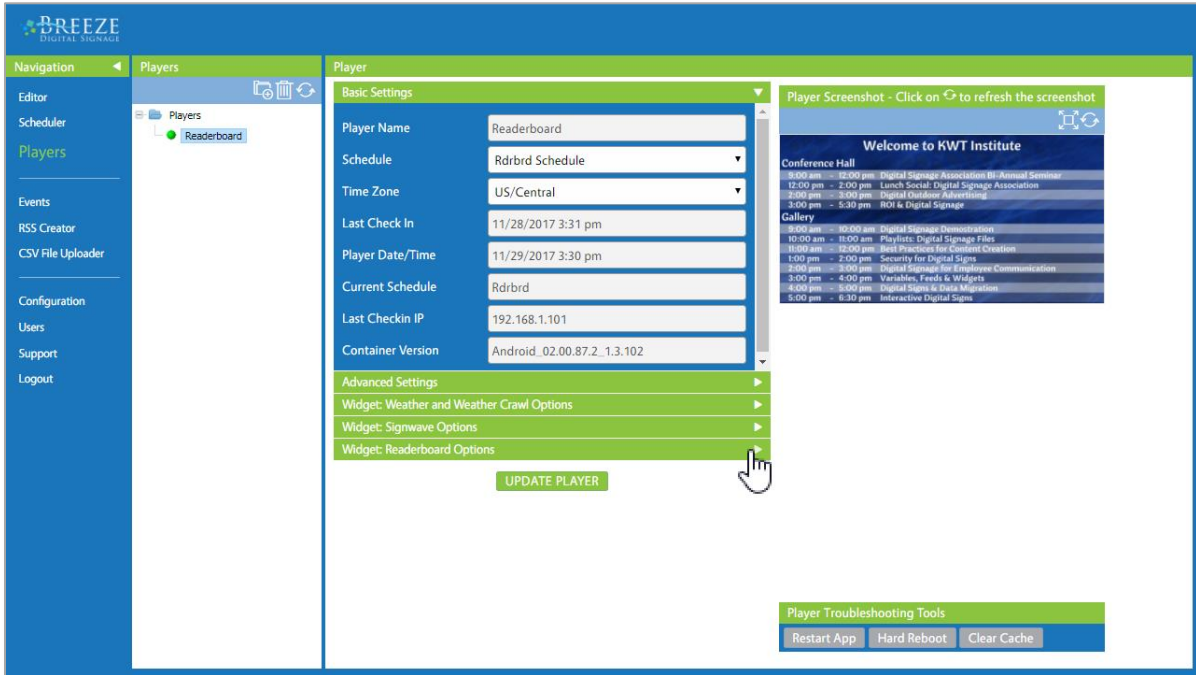 BREEZE
DIGITAL SIGNAGE
Navigation
Editor
Scheduler
Players
Events
RSS Creator
CSV File Uploader
Configuration
Users
Support
Logout
Players
Players
Readerboard
Player
Basic Settings
Player Name Readerboard
Schedule Rdrbrd Schedule
Time Zone US/Central
Last Check In 11/28/2017 3:31 pm
Player Date/Time 11/29/2017 3:30 pm
Current Schedule Rdrbrd
Last Checkin IP 192.168.1.101
Container Version Android_02.00.87.2_1.3.102
Advanced Settings
Widget: Weather and Weather Crawl Options
Widget: Signwave Options
Widget: Readerboard Options
UPDATE PLAYER
Player Screenshot - Click on to refresh the screenshot
Welcome to KWT Institute
Conference Hall
9:00 am - 12:00 pm Digital Signage Association Bi-Annual Seminar
12:00 pm - 2:00 pm Lunch Social: Digital Signage Association
2:00 pm - 3:00 pm Digital Outdoor Advertising
3:00 pm - 5:30 pm ROI & Digital Signage
Gallery
9:00 am - 10:00 am Digital Signage Demostration
10:00 am - 11:00 am Playlists: Digital Signage Files
11:00 am - 12:00 pm Best Practices for Content Creation
1:00 pm - 2:00 pm Security for Digital Signs
2:00 pm - 3:00 pm Digital Signage for Employee Communication
3:00 pm - 4:00 pm Variables, Feeds & Widgets
4:00 pm - 5:00 pm Digital Signs & Data Migration
5:00 pm - 6:30 pm Interactive Digital Signs
Player Troubleshooting Tools
Restart App Hard Reboot Clear Cache